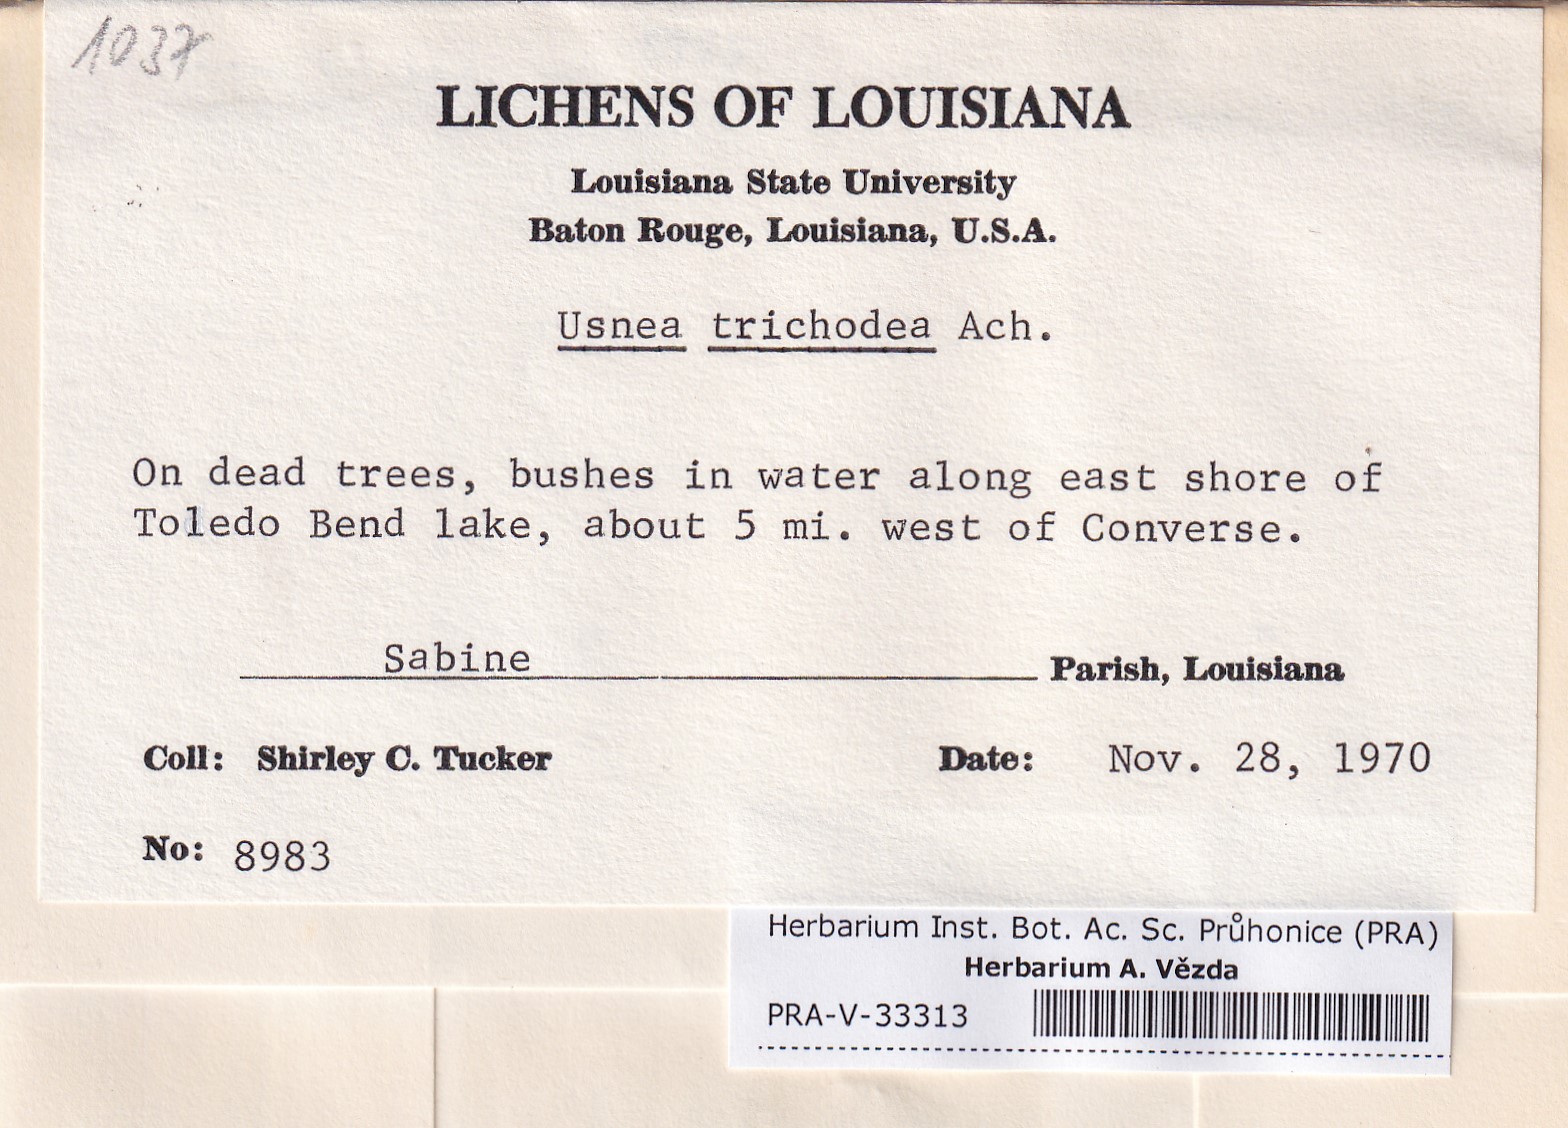 1037
LICHENS OF LOUISIANA
Louisiana State University
Baton Rouge, Louisiana, U.S.A.
Usnea trichodea Ach.
On dead trees, bushes in water along east shore of
Toledo Bend lake, about 5 mi. west of Converse.
Sabine Parish, Louisiana
Coll: Shirley C. Tucker Date: Nov. 28, 1970
No: 8983
Herbarium Inst. Bot. Ac. Sc. Průhonice (PRA)
Herbarium A. Vězda
PRA-V-33313